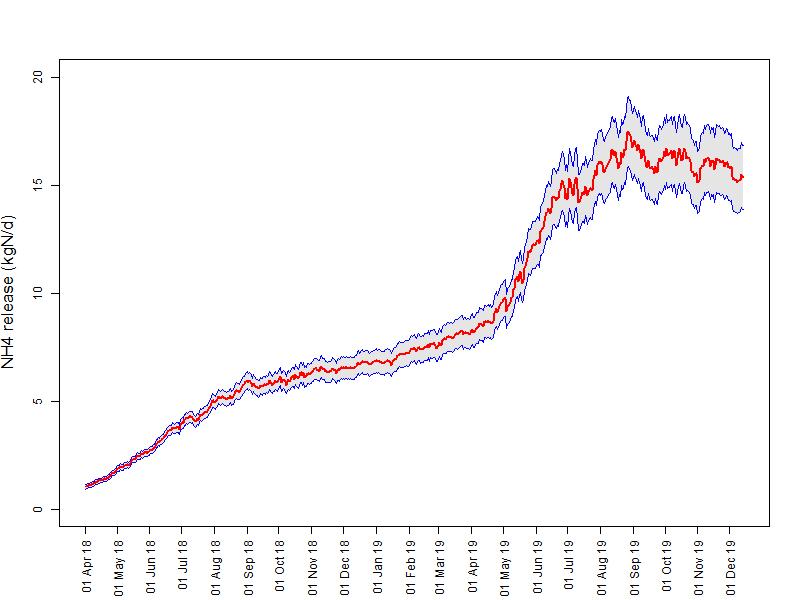 NH4 release (kgN/d)
20
15
10
5
0
01 Apr 18
01 May 18
01 Jun 18
01 Jul 18
01 Aug 18
01 Sep 18
01 Oct 18
01 Nov 18
01 Dec 18
01 Jan 19
01 Feb 19
01 Mar 19
01 Apr 19
01 May 19
01 Jun 19
01 Jul 19
01 Aug 19
01 Sep 19
01 Oct 19
01 Nov 19
01 Dec 19